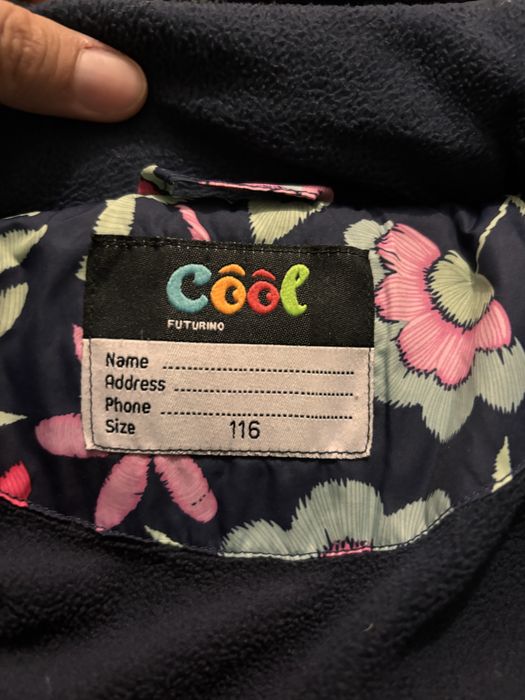 Cool
FUTURINO
Name ........................................
Address ........................................
Phone ........................................
Size 116